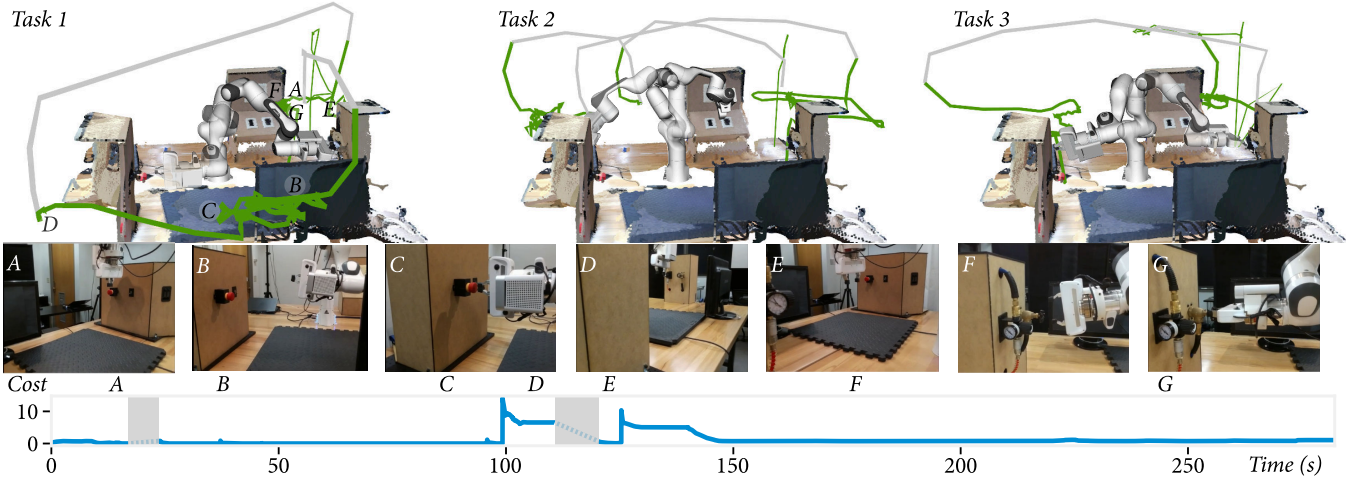 Task 1
Task 2
Task 3
F A
G E
B
C
D
A
B
C
D
E
F
G
Cost A B C D E F G
10
0
0 50 100 150 200 250 Time (s)